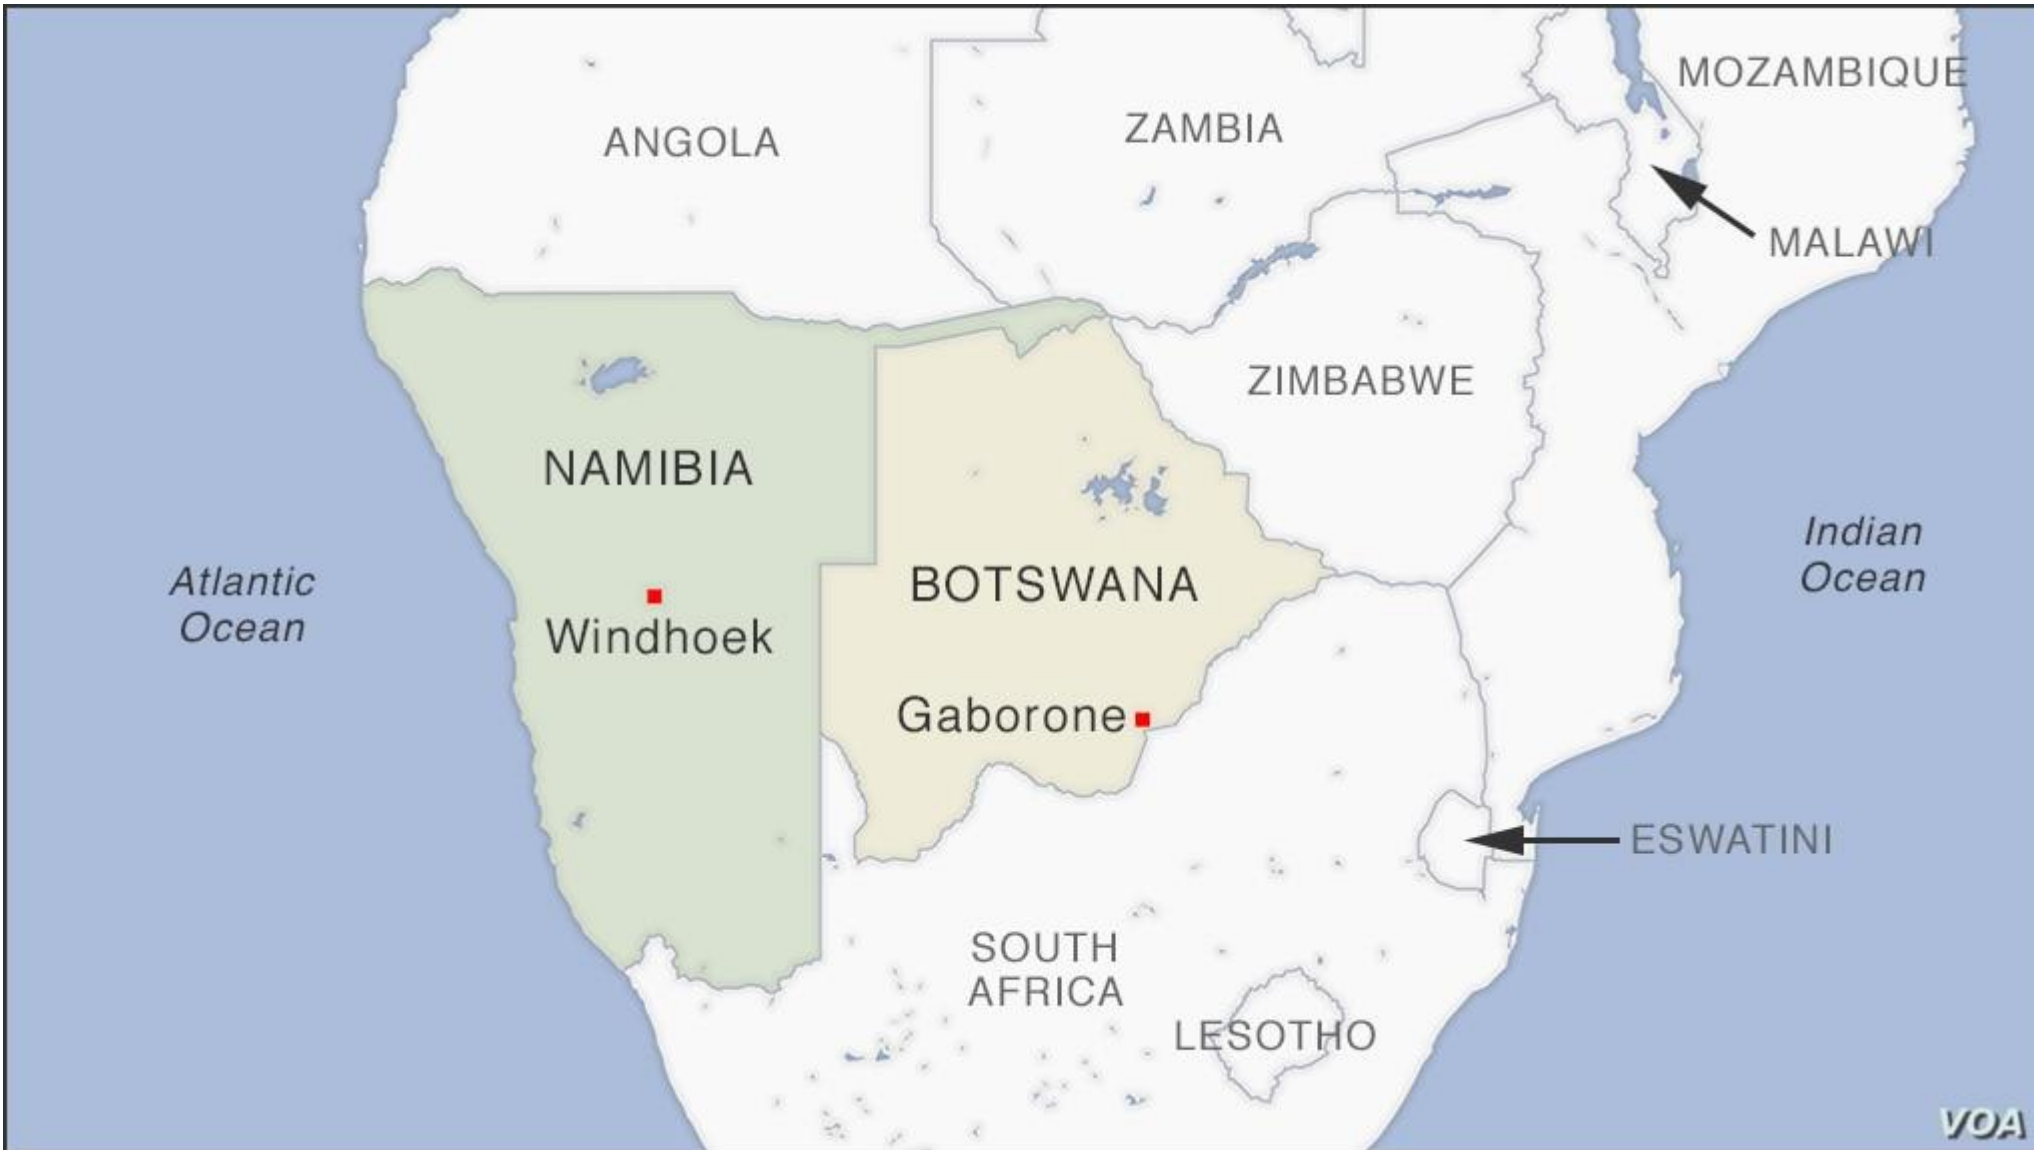 MOZAMBIQUE
ANGOLA
ZAMBIA
MALAWI
ZIMBABWE
NAMIBIA
Indian
Ocean
Atlantic
Ocean
BOTSWANA
Windhoek
Gaborone
ESWATINI
SOUTH
AFRICA
LESOTHO
VOA